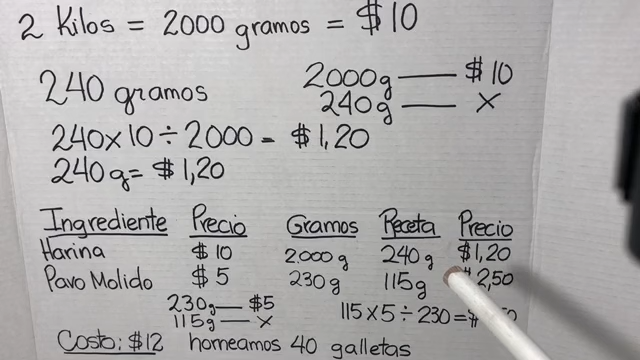 2 Kilos = 2000 gramos = $10
240 gramos
2000g — $10
240g — X
240x10÷2000 = $1,20
240g = $1,20
Ingrediente Precio Gramos Receta Precio
Harina $10 2.000g 240g $1,20
Pavo Molido $5 230g 115g 2,50
230g — $5
115g — X
115x5÷230=$
Costo: $12 horneamos 40 galletas